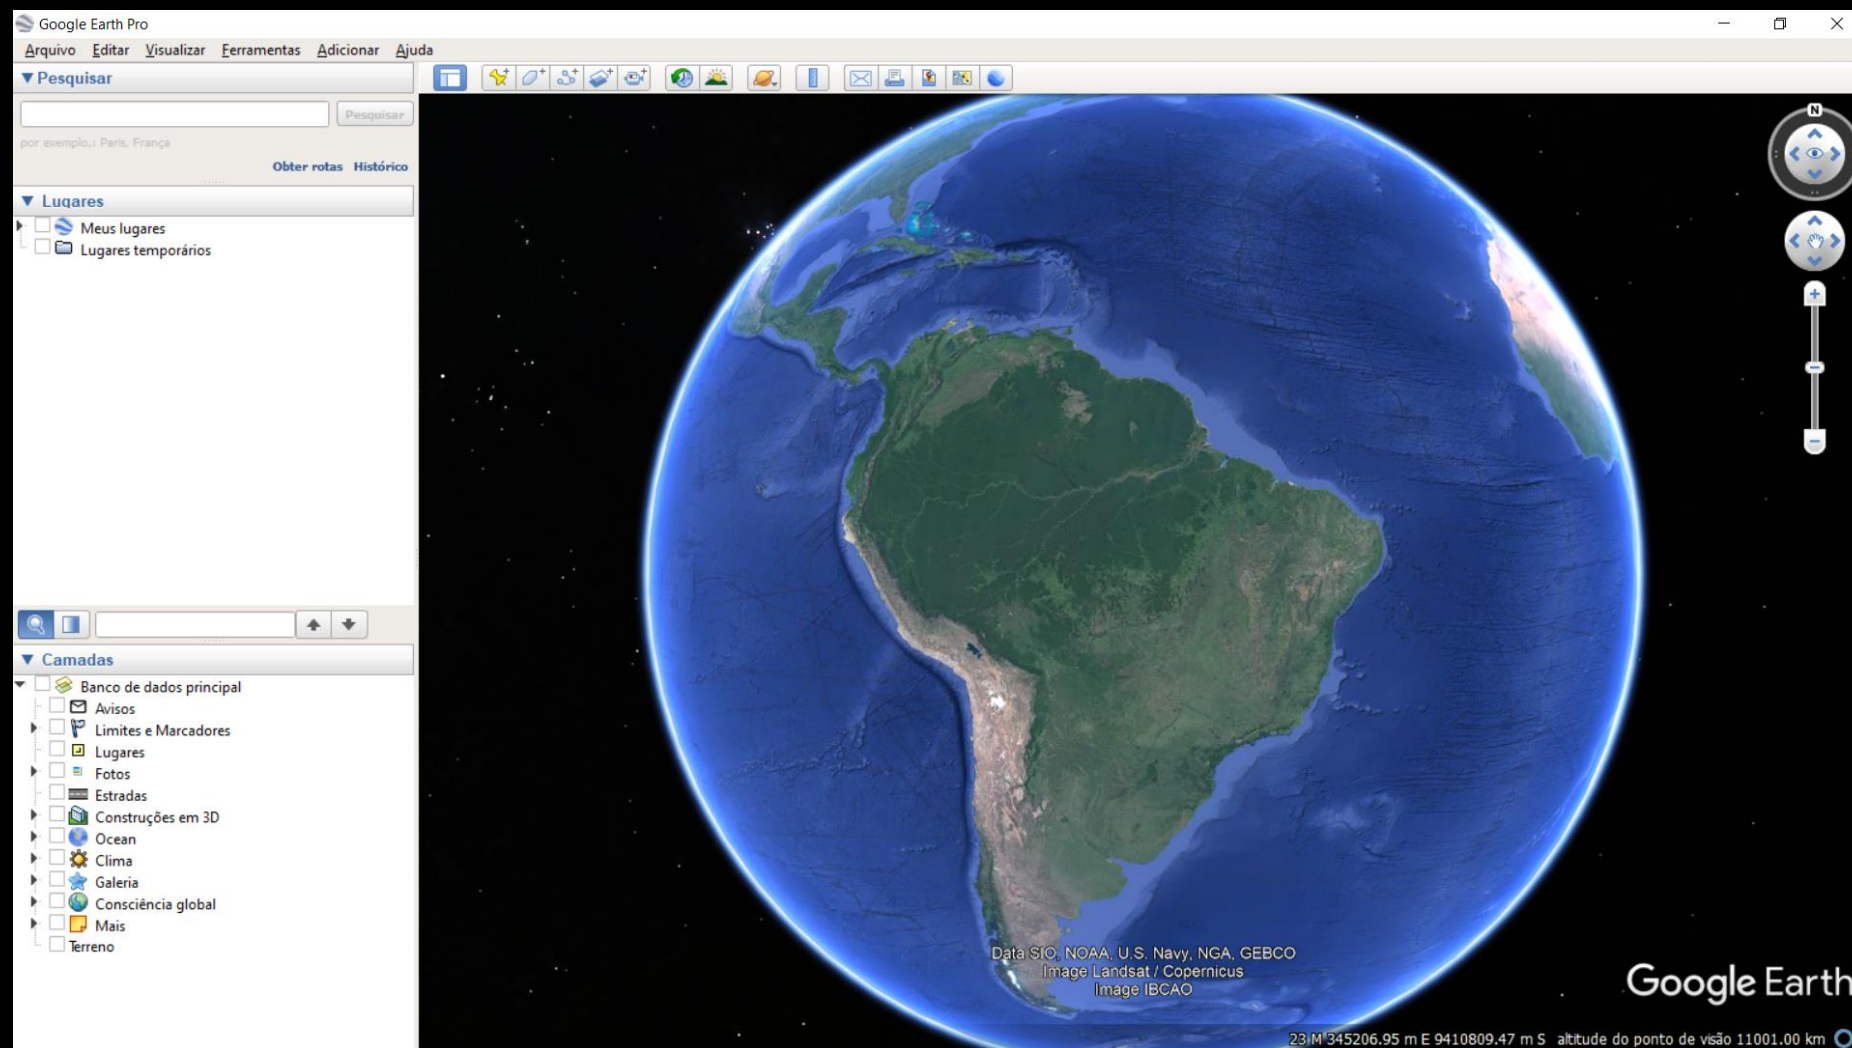 Google Earth Pro
Arquivo Editar Visualizar Ferramentas Adicionar Ajuda
Pesquisar
Pesquisar
por exemplo,: Paris, França
Obter rotas Histórico
Lugares
Meus lugares
Lugares temporários
Camadas
Banco de dados principal
Avisos
Limites e Marcadores
Lugares
Fotos
Estradas
Construções em 3D
Ocean
Clima
Galeria
Consciência global
Mais
Terreno
N
Data SIO, NOAA, U.S. Navy, NGA, GEBCO
Image Landsat / Copernicus
Image IBCAO
Google Earth
23 M 345206.95 m E 9410809.47 m S altitude do ponto de visão 11001.00 km